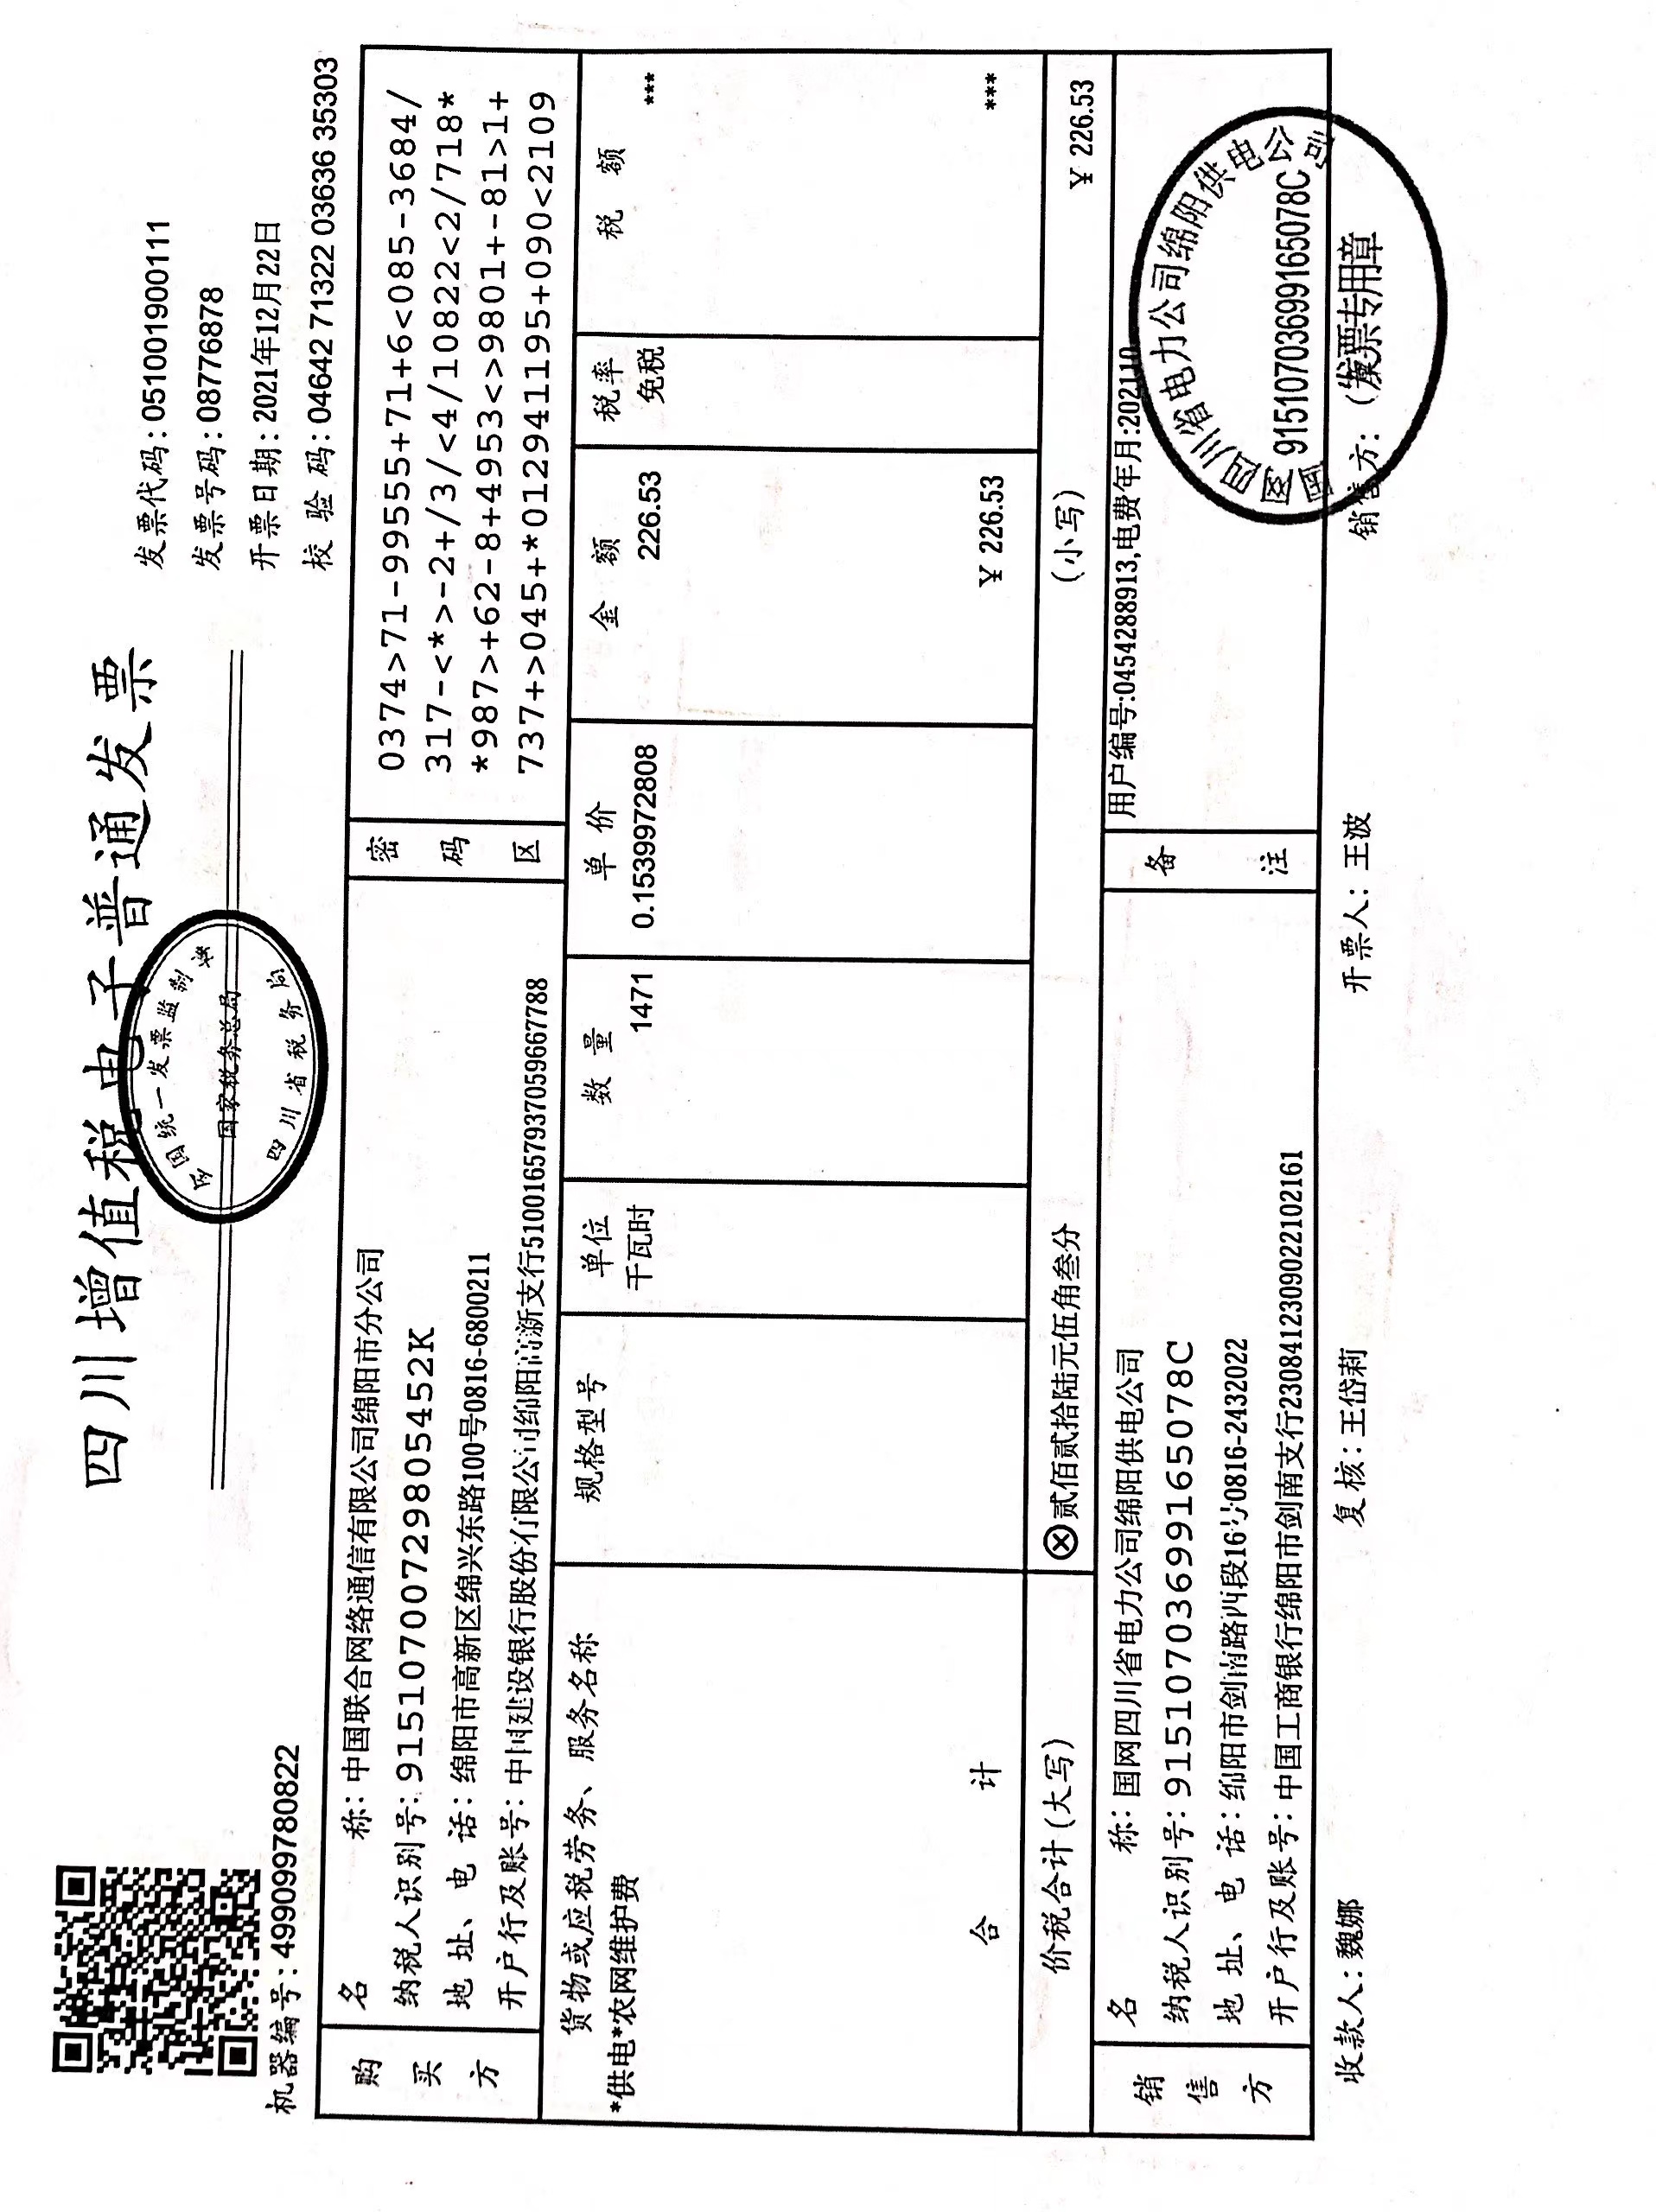 四川增值税电子普通发票
全国统一发票监制章
国家税务总局
四川省税务局
发票代码:051001900111
发票号码:08776878
开票日期:2021年12月22日
校 验 码:04642 71322 03636 35303
机器编号:499099780822
购买方
名 称:中国联合网络通信有限公司绵阳市分公司
纳税人识别号:91510700729805452K
地 址、电 话:绵阳市高新区绵兴东路100号0816-6800211
开户行及账号:中国建设银行股份有限公司绵阳高新支行51001657937059667788
密码区
0374>71-99555+71+6<085-3684/
317-<*>-2+/3/<4/10822<2/718*
*987>+62-8+4953<>9801+-81>1+
737+>045+*012941195+090<2109
货物或应税劳务、服务名称 规格型号 单位 数 量 单 价 金 额 税率 税 额
*供电*农网维护费 千瓦时 1471 0.1539972808 226.53 免税 ***
合 计 ￥226.53 ***
价税合计(大写) ⊗贰佰贰拾陆元伍角叁分 (小写) ￥226.53
销售方
名 称:国网四川省电力公司绵阳供电公司
纳税人识别号:91510703699165078C
地 址、电 话:绵阳市剑南路四段16号0816-2432022
开户行及账号:中国工商银行绵阳市剑南支行2308412309022102161
备注
用户编号:0454288913,电费年月:202110
国网四川省电力公司绵阳供电公司
91510703699165078C
发票专用章
收款人:魏娜 复核:王岱莉 开票人:王波 销售方:(章)